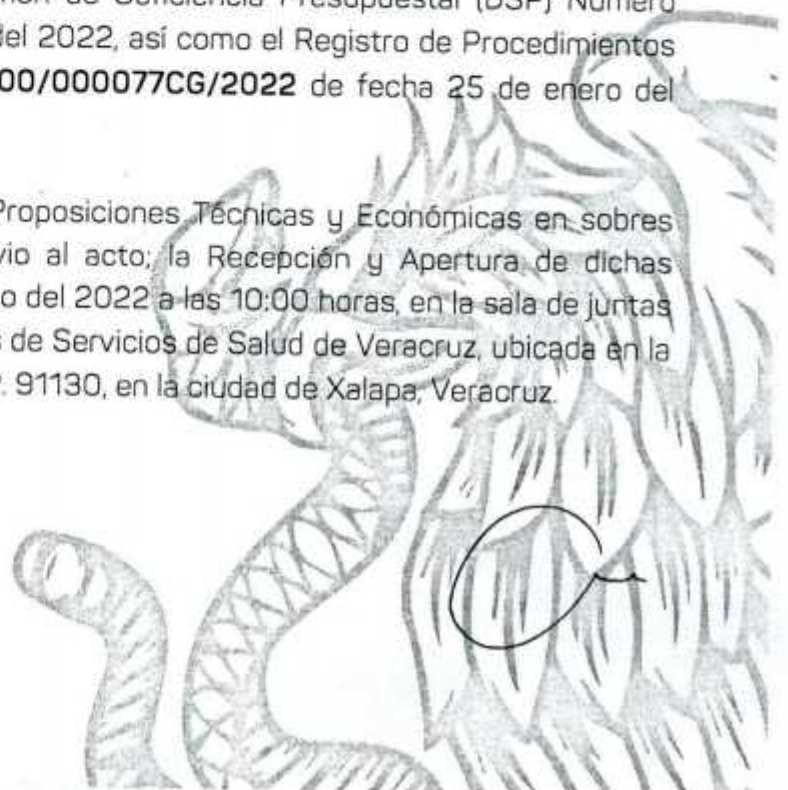 Presupuestal (DSP) Número
del 2022, así como el Registro de Procedimientos
00/000077CG/2022 de fecha 25 de enero del
Proposiciones Técnicas y Económicas en sobres
vio al acto; la Recepción y Apertura de dichas
o del 2022 a las 10:00 horas, en la sala de juntas
s de Servicios de Salud de Veracruz, ubicada en la
P. 91130, en la ciudad de Xalapa, Veracruz.